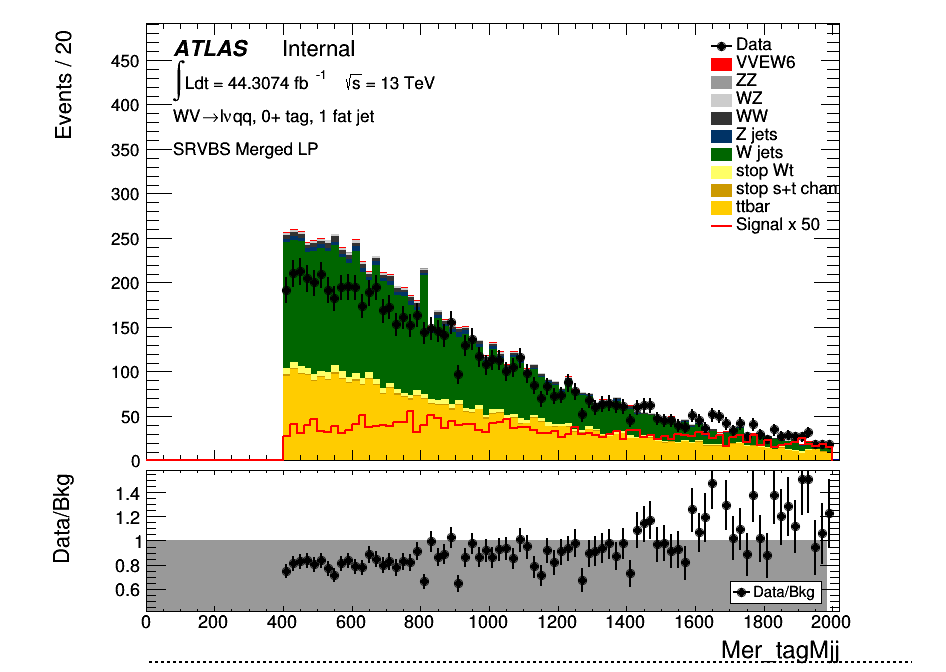 Events / 20
450
400
350
300
250
200
150
100
50
0
ATLAS Internal
∫Ldt = 44.3074 fb⁻¹ √s = 13 TeV
WV→lνqq, 0+ tag, 1 fat jet
SRVBS Merged LP
Data
VVEW6
ZZ
WZ
WW
Z jets
W jets
stop Wt
stop s+t chan
ttbar
Signal x 50
Data/Bkg
1.4
1.2
1
0.8
0.6
Data/Bkg
0 200 400 600 800 1000 1200 1400 1600 1800 2000
Mer_tagMjj